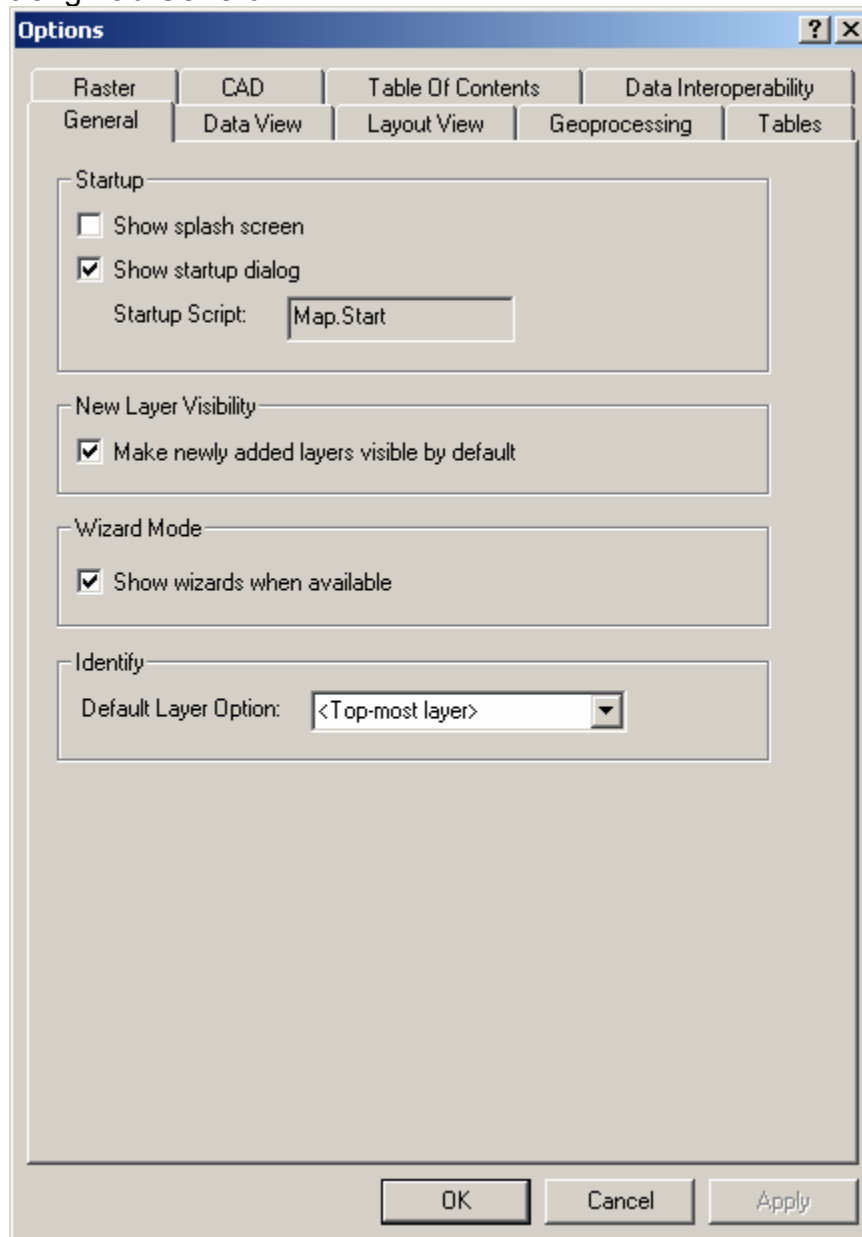 Options
Raster CAD Table Of Contents Data Interoperability
General Data View Layout View Geoprocessing Tables
Startup
Show splash screen
Show startup dialog
Startup Script: Map.Start
New Layer Visibility
Make newly added layers visible by default
Wizard Mode
Show wizards when available
Identify
Default Layer Option: <Top-most layer>
OK Cancel Apply